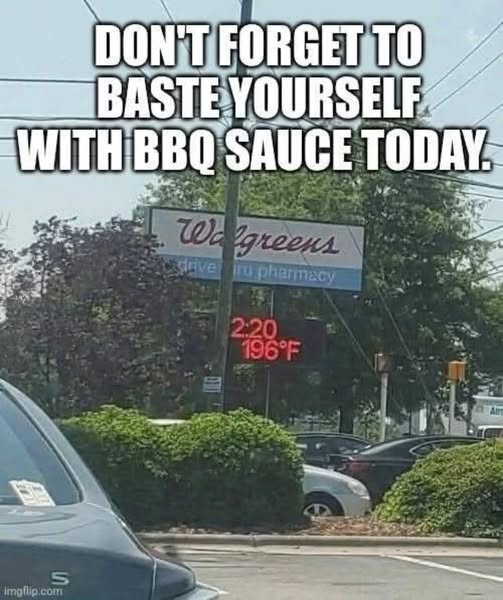 DON'T FORGET TO
BASTE YOURSELF
WITH BBQ SAUCE TODAY.
Walgreens
drive thru pharmacy
2:20
196°F
S
imgflip.com